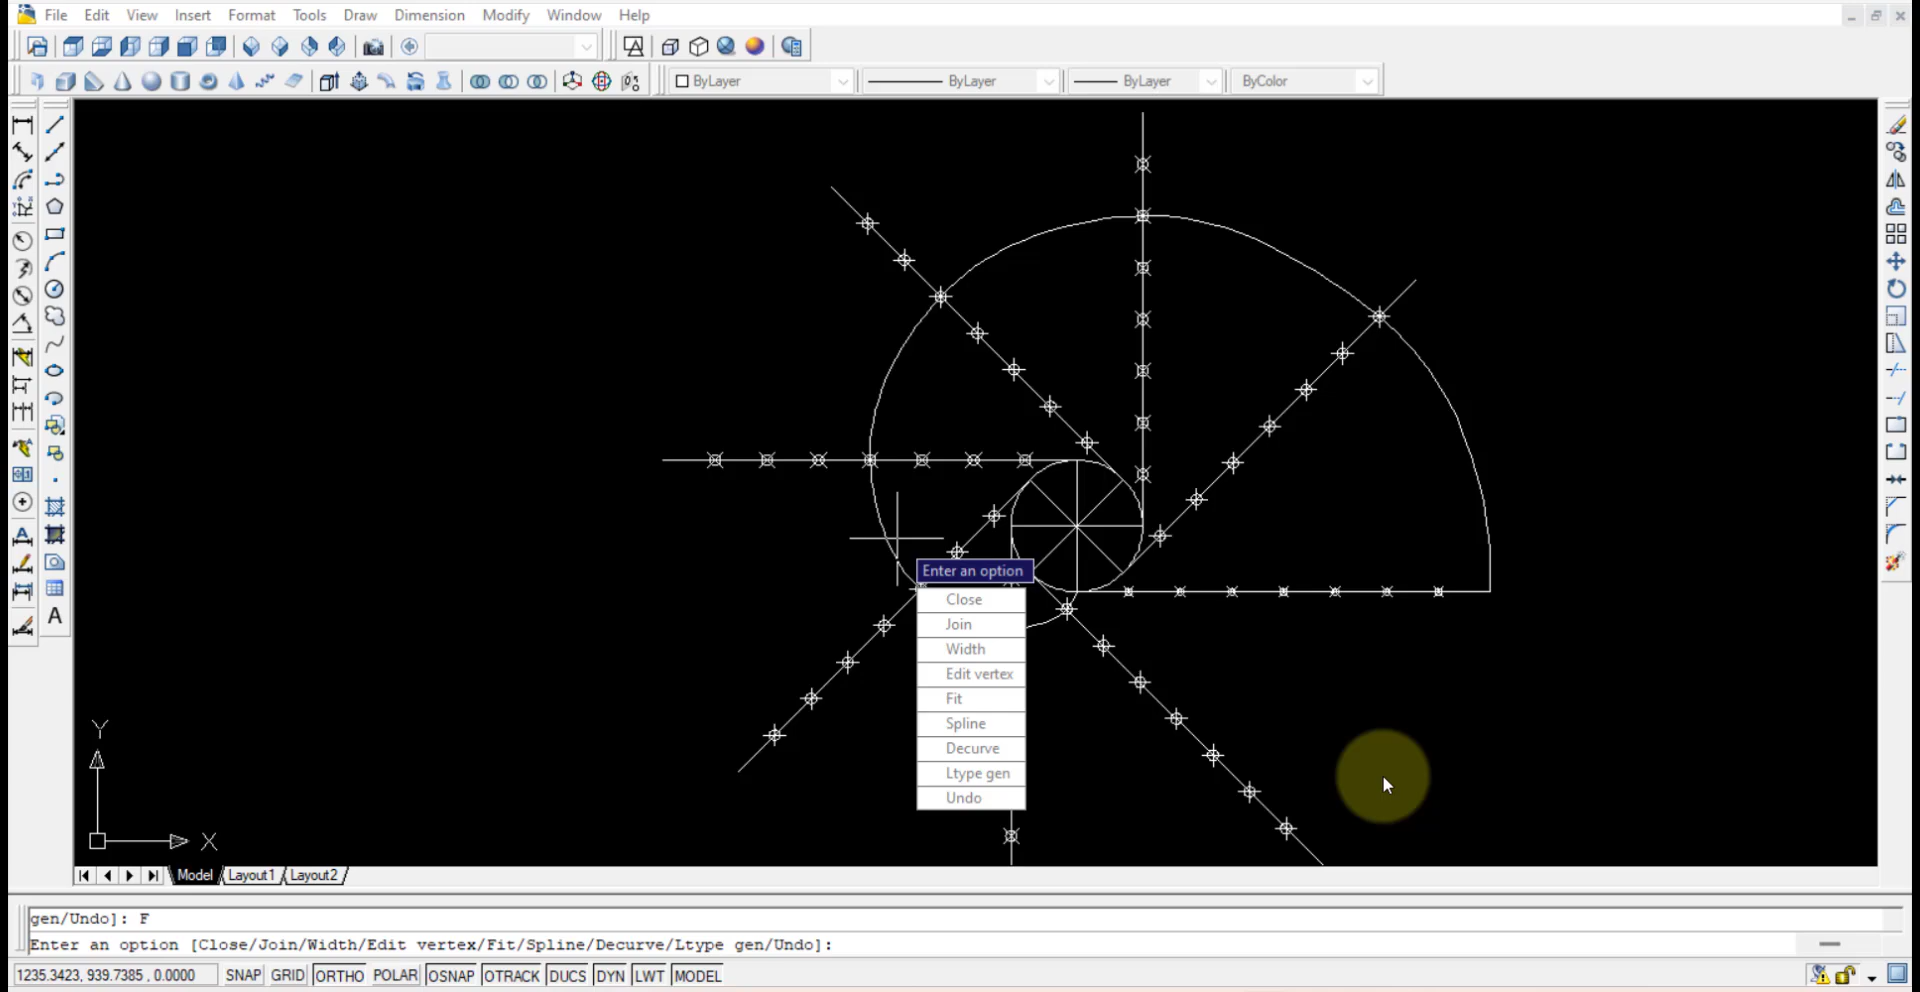 File Edit View Insert Format Tools Draw Dimension Modify Window Help
ByLayer ByLayer ByLayer ByColor
Enter an option
Close
Join
Width
Edit vertex
Fit
Spline
Decurve
Ltype gen
Undo
Y
X
A
Model Layout1 Layout2
gen/Undo]: F
Enter an option [Close/Join/Width/Edit vertex/Fit/Spline/Decurve/Ltype gen/Undo]:
1235.3423, 939.7385 , 0.0000 SNAP GRID ORTHO POLAR OSNAP OTRACK DUCS DYN LWT MODEL